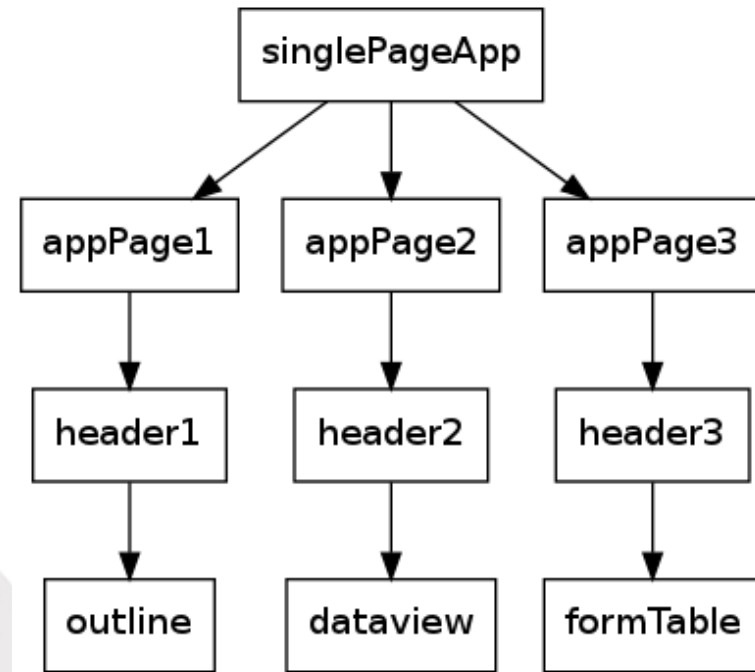 singlePageApp
appPage1 appPage2 appPage3
header1 header2 header3
outline dataview formTable